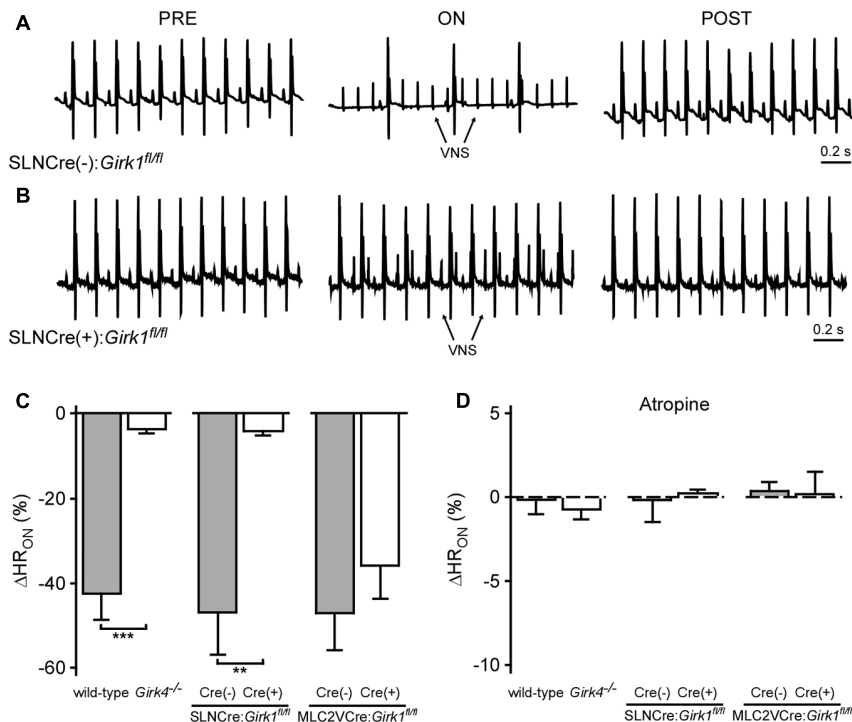 A PRE ON POST
VNS
0.2 s
SLNCre(-):Girk1fl/fl
B
VNS
0.2 s
SLNCre(+):Girk1fl/fl
C
0
-20
-40
-60
ΔHRON (%)
***
**
wild-type Girk4-/- Cre(-) Cre(+) Cre(-) Cre(+)
SLNCre:Girk1fl/fl MLC2VCre:Girk1fl/fl
D Atropine
5
0
-5
-10
ΔHRON (%)
wild-type Girk4-/- Cre(-) Cre(+) Cre(-) Cre(+)
SLNCre:Girk1fl/fl MLC2VCre:Girk1fl/fl